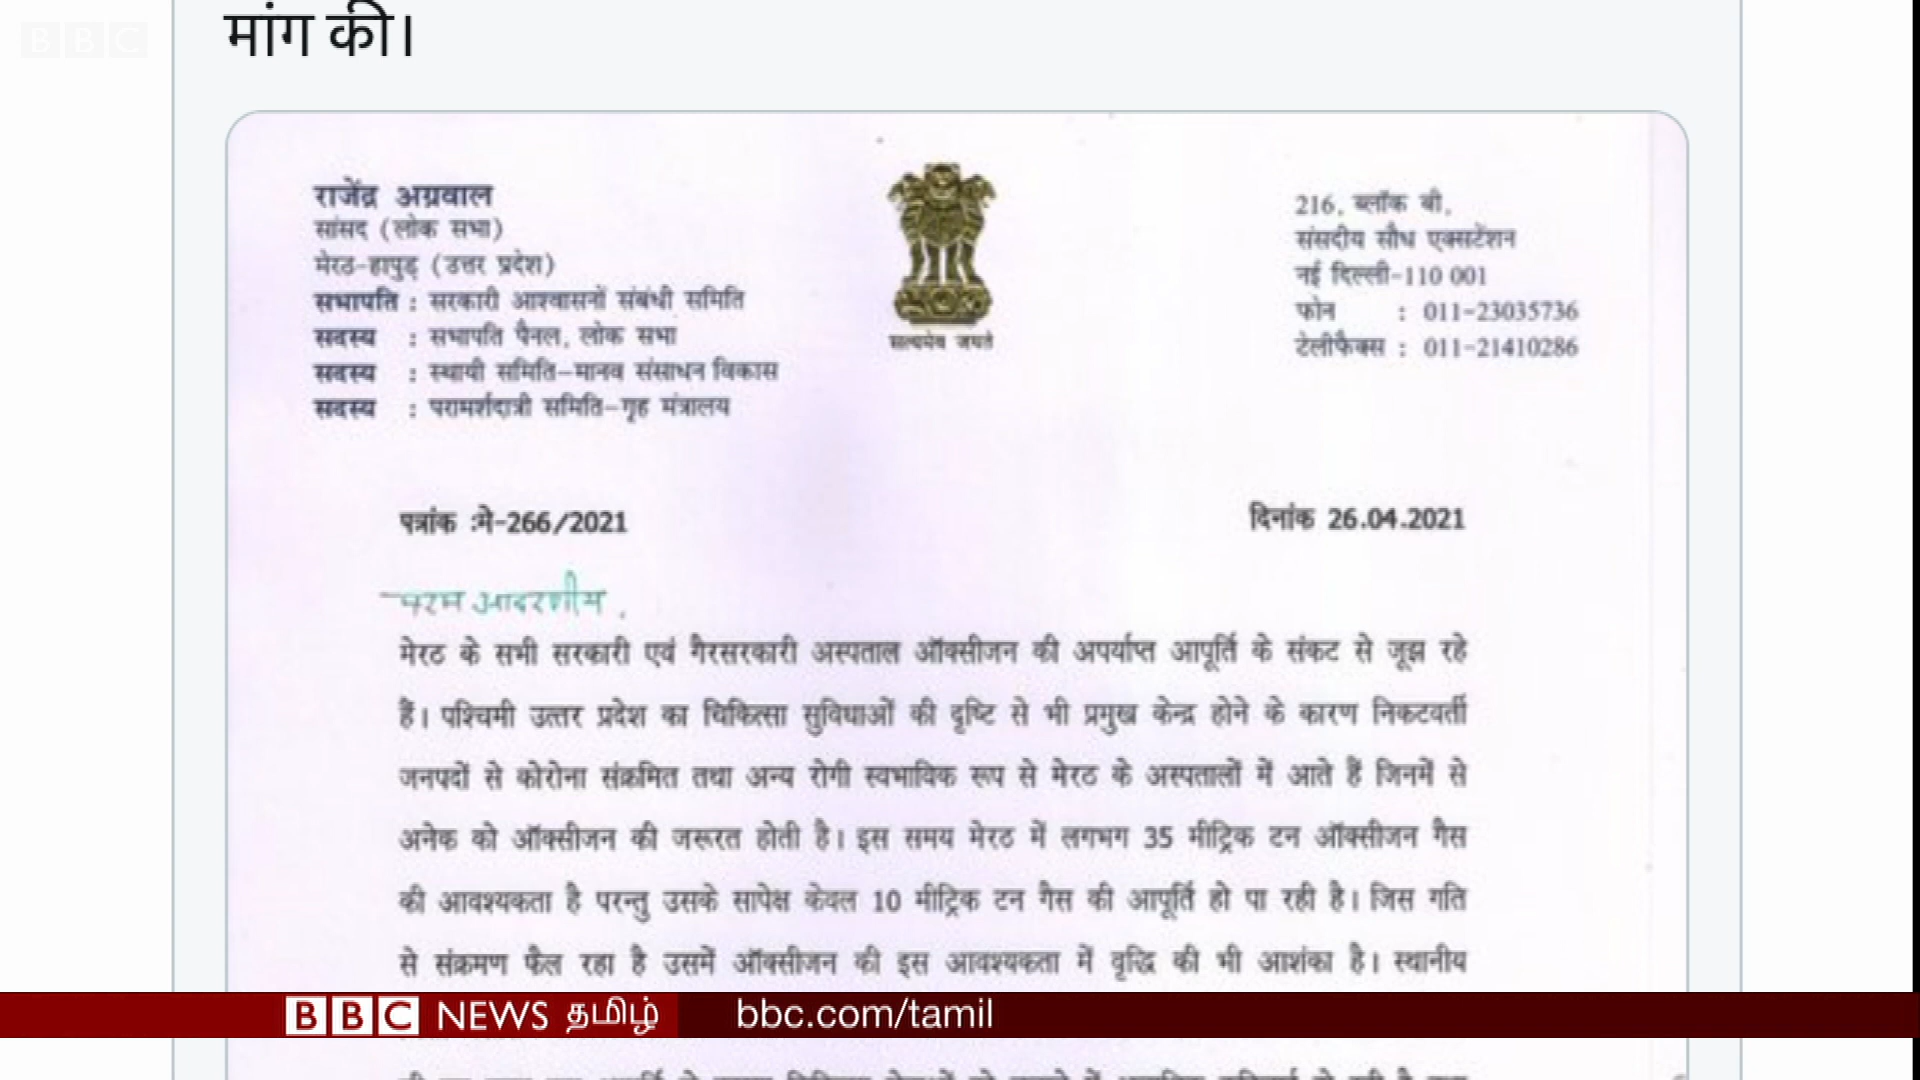 BBC
मांग की।
राजेंद्र अग्रवाल
सांसद (लोक सभा)
मेरठ-हापुड़ (उत्तर प्रदेश)
सभापति : सरकारी आश्वासनों संबंधी समिति
सदस्य : सभापति पैनल, लोक सभा
सदस्य : स्थायी समिति-मानव संसाधन विकास
सदस्य : परामर्शदात्री समिति-गृह मंत्रालय
सत्यमेव जयते
216, ब्लॉक बी,
संसदीय सौध एक्सटेंशन
नई दिल्ली-110 001
फोन : 011-23035736
टेलीफैक्स : 011-21410286
पत्रांक :मे-266/2021
दिनांक 26.04.2021
परम आदरणीय,
मेरठ के सभी सरकारी एवं गैरसरकारी अस्पताल ऑक्सीजन की अपर्याप्त आपूर्ति के संकट से जूझ रहे
हैं। पश्चिमी उत्तर प्रदेश का चिकित्सा सुविधाओं की दृष्टि से भी प्रमुख केन्द्र होने के कारण निकटवर्ती
जनपदों से कोरोना संक्रमित तथा अन्य रोगी स्वभाविक रूप से मेरठ के अस्पतालों में आते हैं जिनमें से
अनेक को ऑक्सीजन की जरूरत होती है। इस समय मेरठ में लगभग 35 मीट्रिक टन ऑक्सीजन गैस
की आवश्यकता है परन्तु उसके सापेक्ष केवल 10 मीट्रिक टन गैस की आपूर्ति हो पा रही है। जिस गति
से संक्रमण फैल रहा है उसमें ऑक्सीजन की इस आवश्यकता में वृद्धि की भी आशंका है। स्थानीय
BBC NEWS தமிழ் bbc.com/tamil